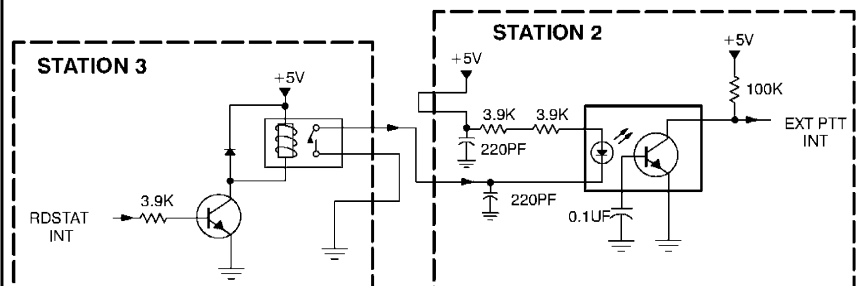 STATION 3
+5V
3.9K
RDSTAT
INT
STATION 2
+5V
3.9K
3.9K
220PF
220PF
0.1UF
+5V
100K
EXT PTT
INT